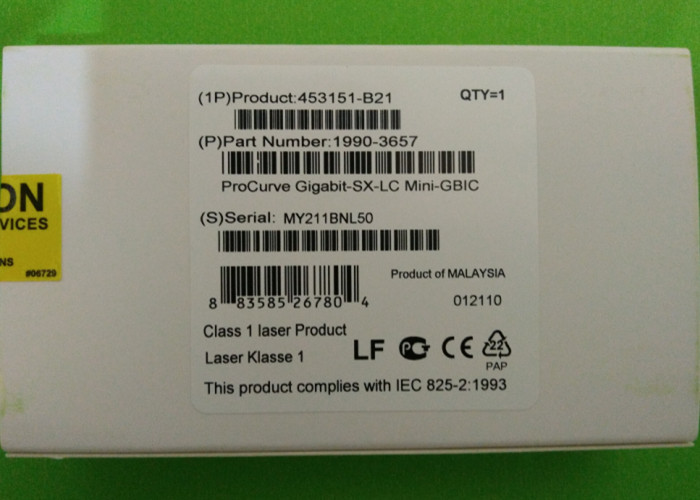 (1P)Product:453151-B21
QTY=1
(P)Part Number:1990-3657
ProCurve Gigabit-SX-LC Mini-GBIC
(S)Serial: MY211BNL50
8 83585 26780 4
Product of MALAYSIA
012110
Class 1 laser Product
Laser Klasse 1
LF PC CE 22
PAP
This product complies with IEC 825-2:1993
ON
VICES
NS
#06729